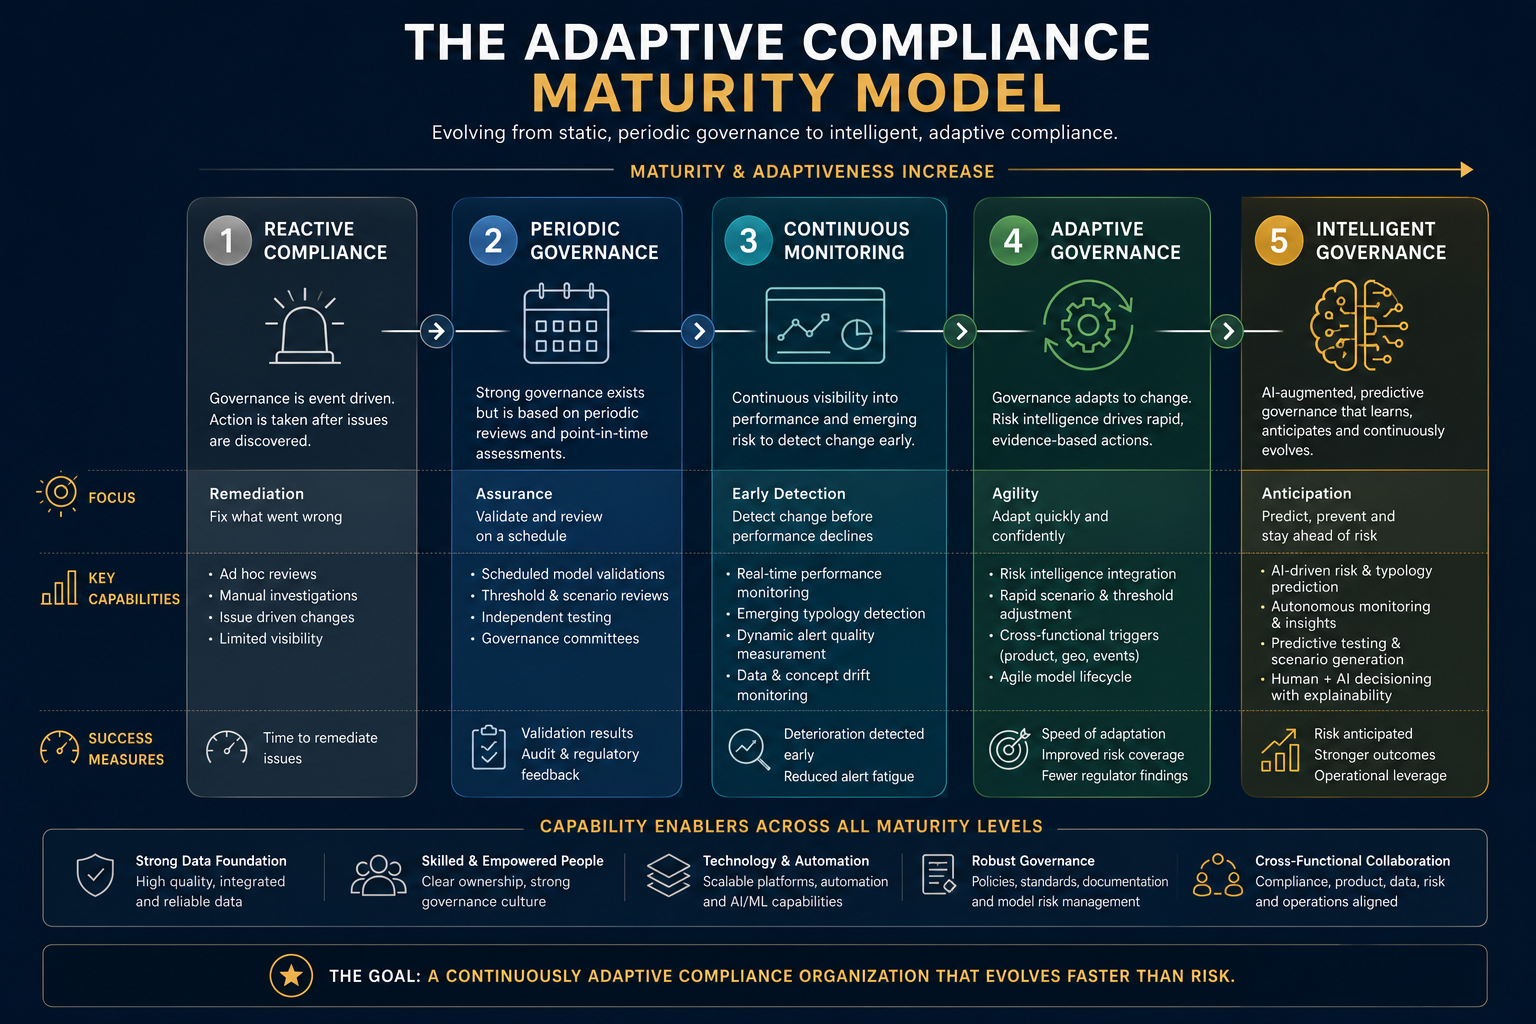 THE ADAPTIVE COMPLIANCE
MATURITY MODEL
Evolving from static, periodic governance to intelligent, adaptive compliance.
MATURITY & ADAPTIVENESS INCREASE
1
REACTIVE
COMPLIANCE
Governance is event driven.
Action is taken after issues
are discovered.
2
PERIODIC
GOVERNANCE
Strong governance exists
but is based on periodic
reviews and point-in-time
assessments.
3
CONTINUOUS
MONITORING
Continuous visibility into
performance and emerging
risk to detect change early.
4
ADAPTIVE
GOVERNANCE
Governance adapts to change.
Risk intelligence drives rapid,
evidence-based actions.
5
INTELLIGENT
GOVERNANCE
AI-augmented, predictive
governance that learns,
anticipates and continuously
evolves.
FOCUS
Remediation
Fix what went wrong
Assurance
Validate and review
on a schedule
Early Detection
Detect change before
performance declines
Agility
Adapt quickly and
confidently
Anticipation
Predict, prevent and
stay ahead of risk
KEY
CAPABILITIES
• Ad hoc reviews
• Manual investigations
• Issue driven changes
• Limited visibility
• Scheduled model validations
• Threshold & scenario reviews
• Independent testing
• Governance committees
• Real-time performance
monitoring
• Emerging typology detection
• Dynamic alert quality
measurament
• Data & concept drift
monitoring
• Risk intelligence integration
• Rapid scenario & threshold
adjustment
• Cross-functional triggers
(product, geo, events)
• Agile model lifecycle
• AI-driven risk & typology
prediction
• Autonomous monitoring
& insights
• Predictive testing &
scenario generation
• Human + AI decisioning
with explainability
SUCCESS
MEASURES
Time to remediate
issues
Validation results
Audit & regulatory
feedback
Deterioration detected
early
Reduced alert fatigue
Speed of adaptation
Improved risk coverage
Fewer regulator findings
Risk anticipated
Stronger outcomes
Operational leverage
CAPABILITY ENABLERS ACROSS ALL MATURITY LEVELS
Strong Data Foundation
High quality, integrated
and reliable data
Skilled & Empowered People
Clear ownership, strong
governance culture
Technology & Automation
Scalable platforms, automation
and AI/ML capabilities
Robust Governance
Policies, standards, documentation
and model risk management
Cross-Functional Collaboration
Compliance, product, data, risk
and operations aligned
THE GOAL: A CONTINUOUSLY ADAPTIVE COMPLIANCE ORGANIZATION THAT EVOLVES FASTER THAN RISK.